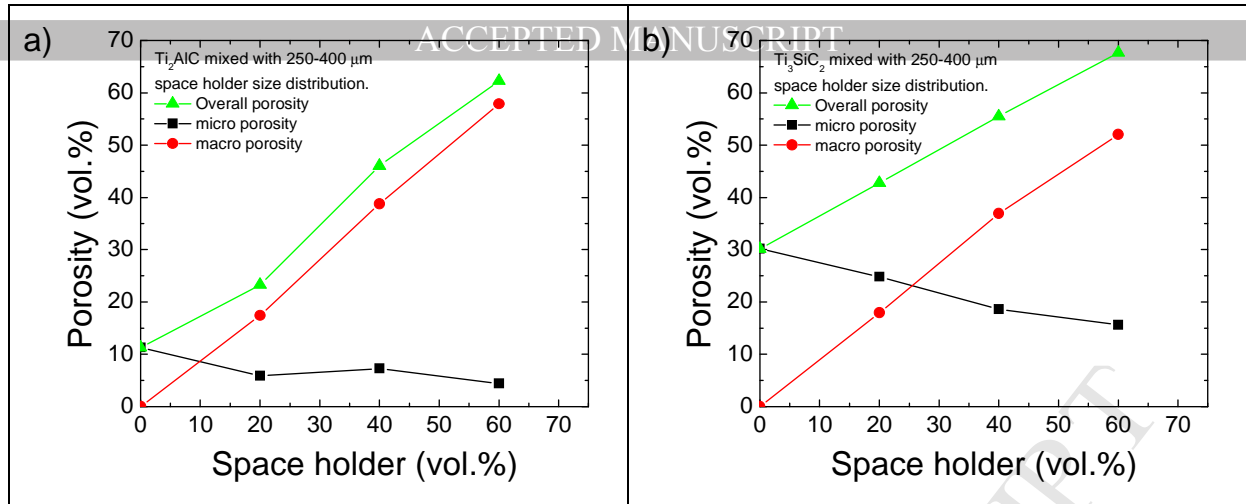 ACCEPTED MANUSCRIPT
a)
Ti2AlC mixed with 250-400 μm
space holder size distribution.
Overall porosity
micro porosity
macro porosity
Porosity (vol.%)
70
60
50
40
30
20
10
0
0 10 20 30 40 50 60 70
Space holder (vol.%)
b)
Ti3SiC2 mixed with 250-400 μm
space holder size distribution.
Overall porosity
micro porosity
macro porosity
Porosity (vol.%)
70
60
50
40
30
20
10
0
0 10 20 30 40 50 60 70
Space holder (vol.%)